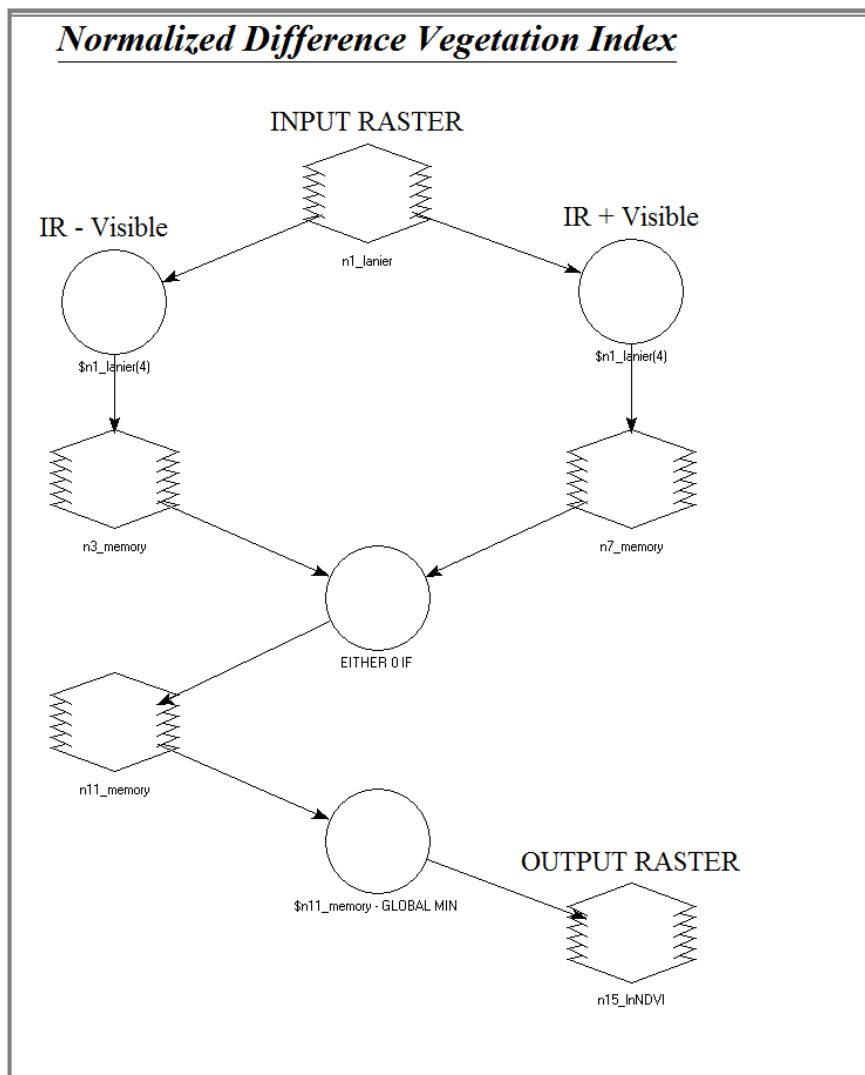 Normalized Difference Vegetation Index
INPUT RASTER
IR - Visible
IR + Visible
n1_lanier
$n1_lanier(4)
$n1_lanier(4)
n3_memory
n7_memory
EITHER 0 IF
n11_memory
OUTPUT RASTER
$n11_memory - GLOBAL MIN
n15_lnNDVI